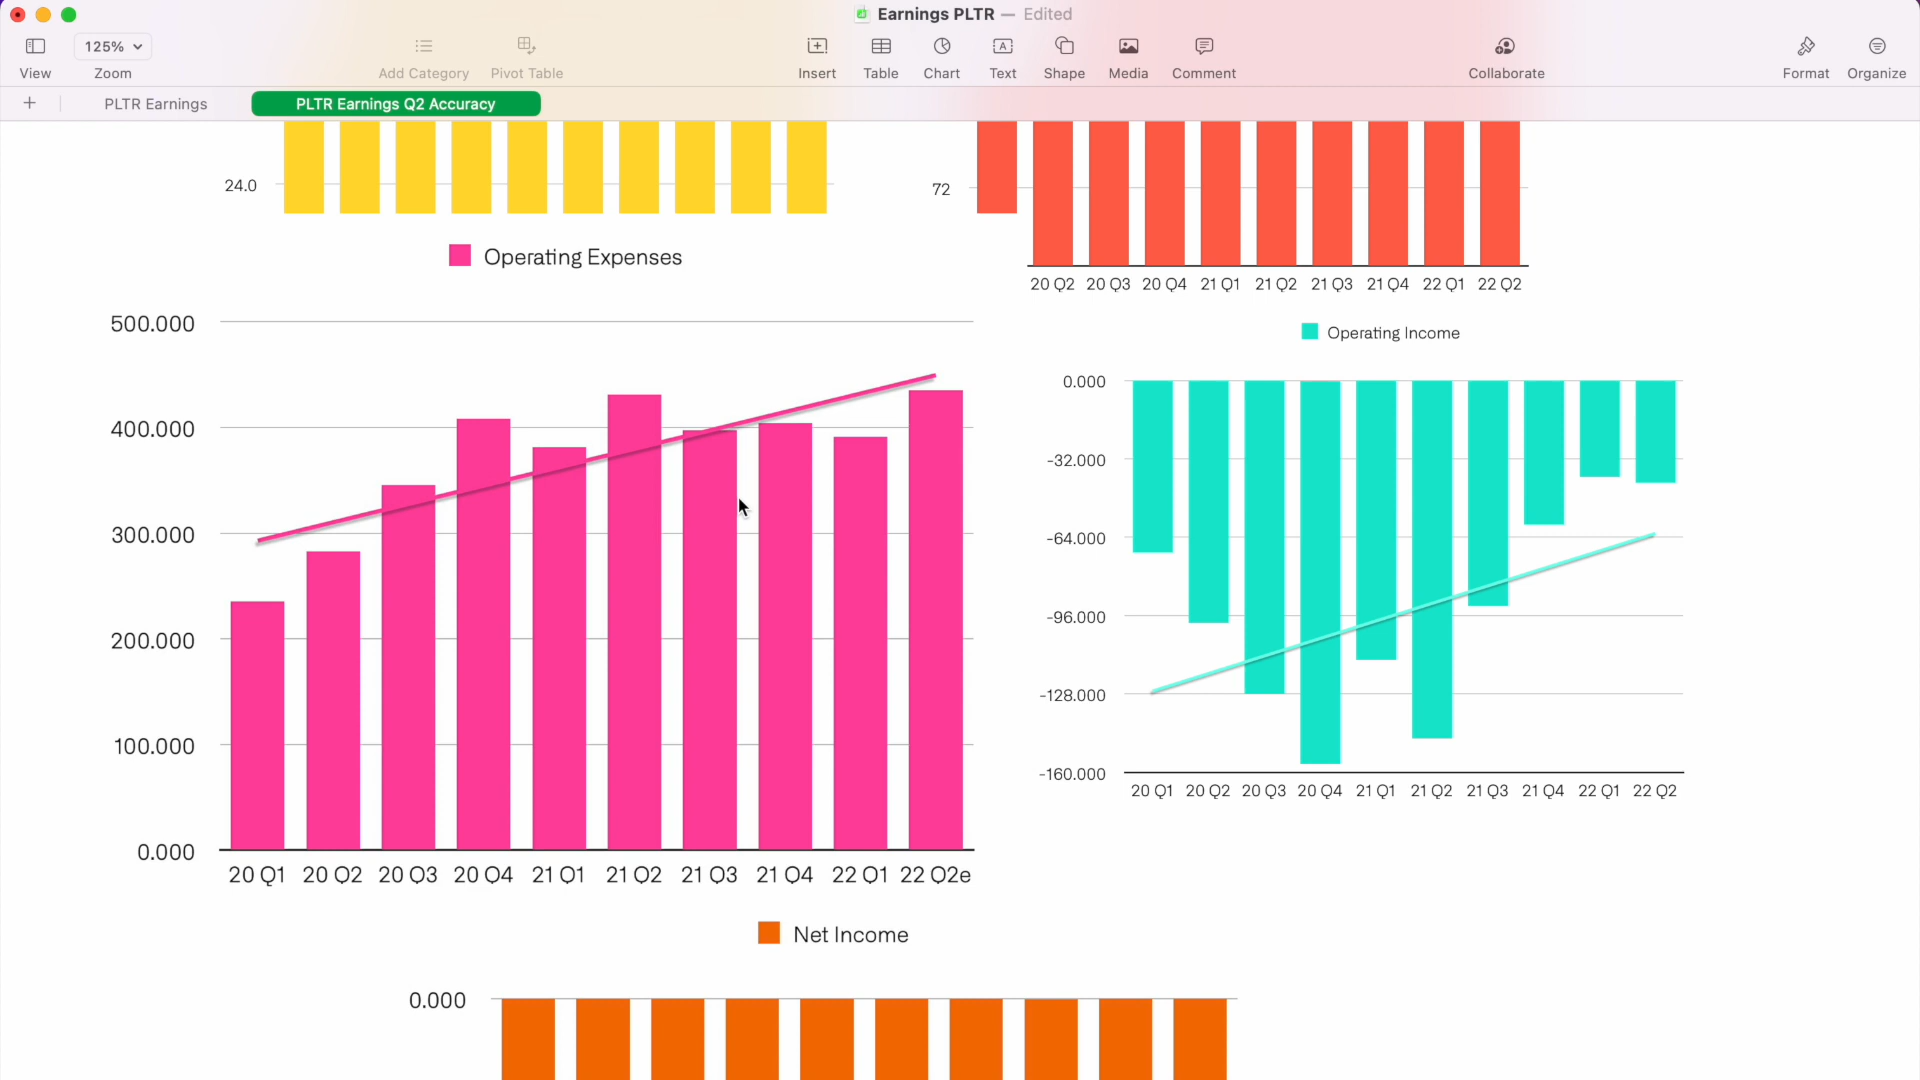 Earnings PLTR — Edited
125%
View
Zoom
Add Category
Pivot Table
Insert
Table
Chart
Text
Shape
Media
Comment
Collaborate
Format
Organize
+
PLTR Earnings
PLTR Earnings Q2 Accuracy
24.0
72
20 Q2 20 Q3 20 Q4 21 Q1 21 Q2 21 Q3 21 Q4 22 Q1 22 Q2
Operating Expenses
500.000
400.000
300.000
200.000
100.000
0.000
20 Q1 20 Q2 20 Q3 20 Q4 21 Q1 21 Q2 21 Q3 21 Q4 22 Q1 22 Q2e
Operating Income
0.000
-32.000
-64.000
-96.000
-128.000
-160.000
20 Q1 20 Q2 20 Q3 20 Q4 21 Q1 21 Q2 21 Q3 21 Q4 22 Q1 22 Q2
Net Income
0.000